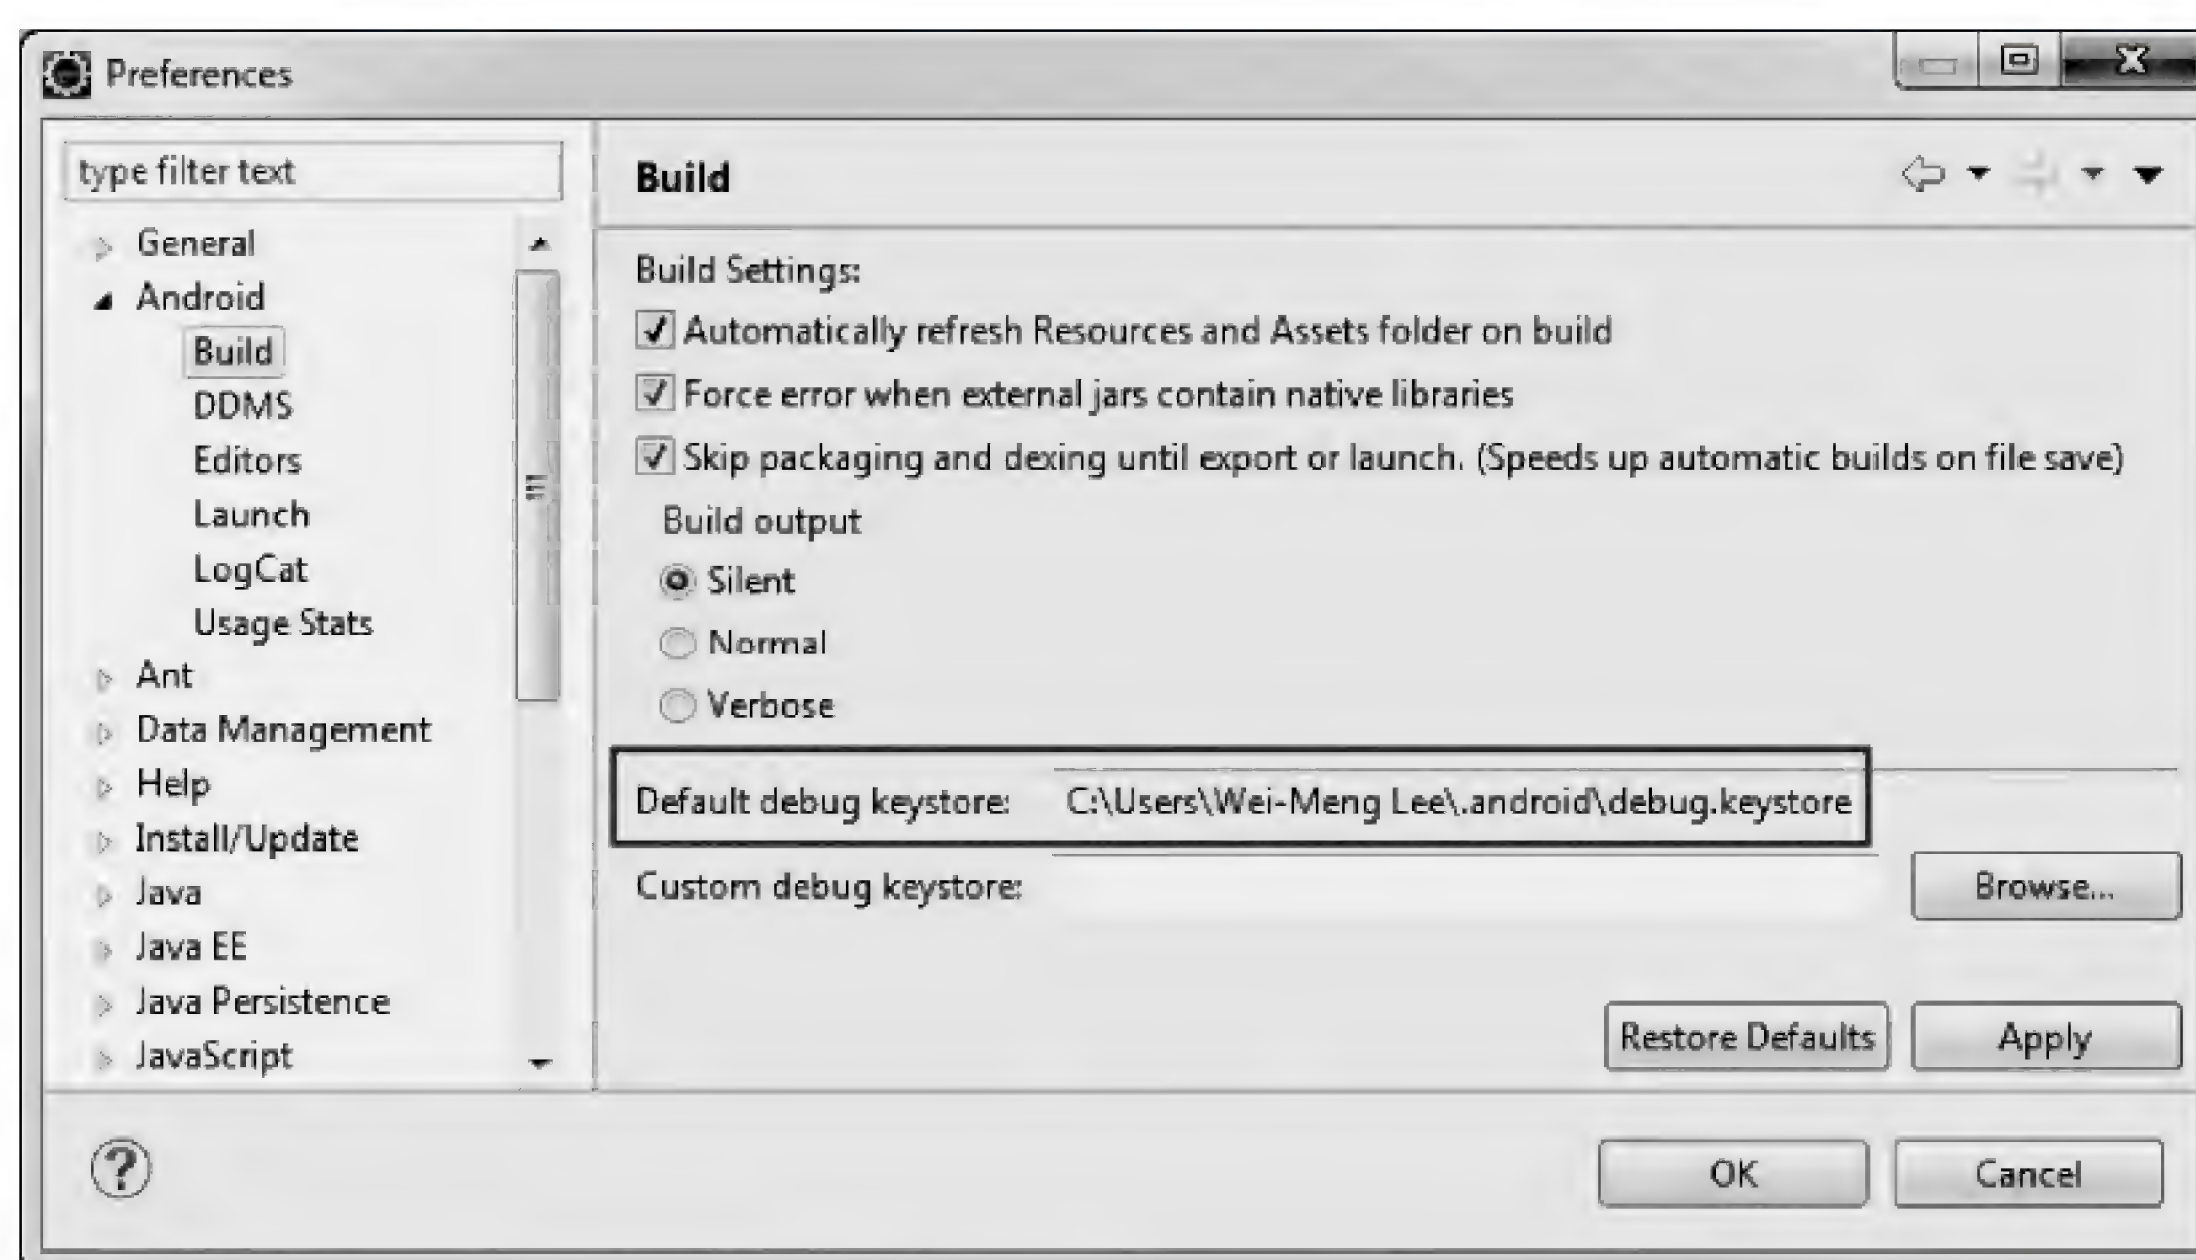 Preferences
type filter text
General
Android
Build
DDMS
Editors
Launch
LogCat
Usage Stats
Ant
Data Management
Help
Install/Update
Java
Java EE
Java Persistence
JavaScript
Build
Build Settings:
Automatically refresh Resources and Assets folder on build
Force error when external jars contain native libraries
Skip packaging and dexing until export or launch. (Speeds up automatic builds on file save)
Build output
Silent
Normal
Verbose
Default debug keystore: C:\Users\Wei-Meng Lee\.android\debug.keystore
Custom debug keystore: Browse...
Restore Defaults Apply
? OK Cancel